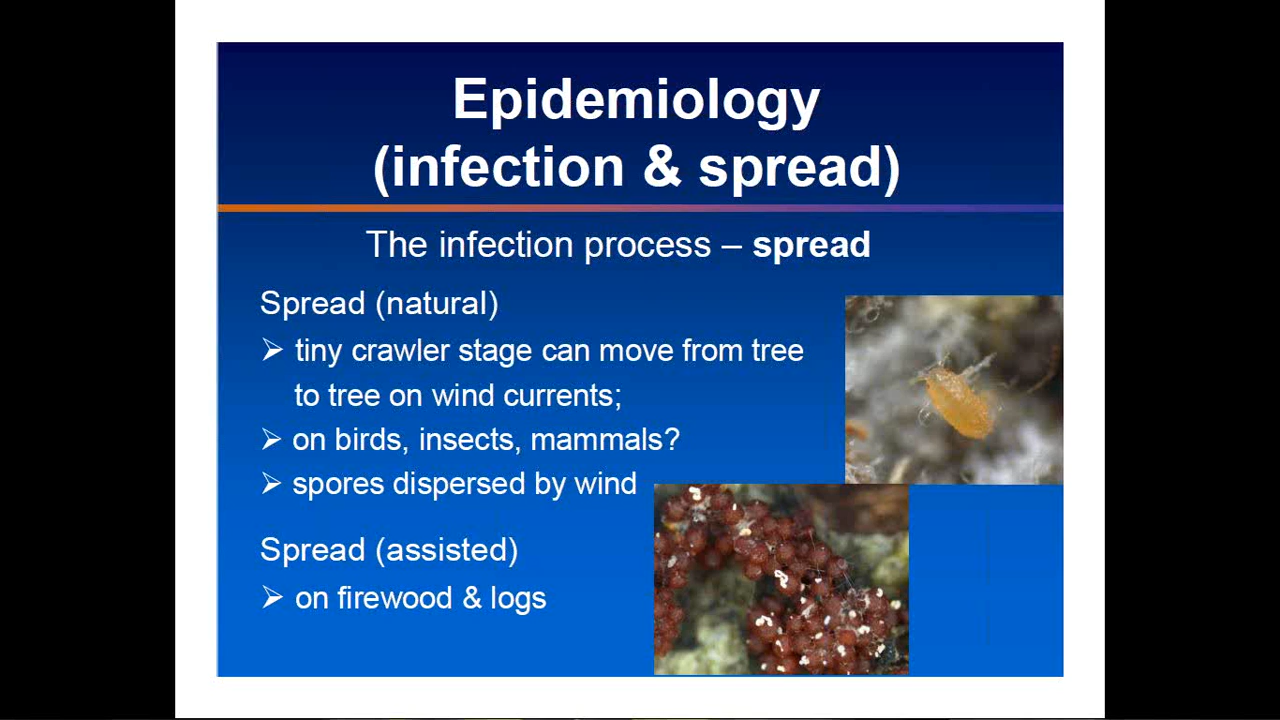 Epidemiology
(infection & spread)
The infection process – spread
Spread (natural)
➢ tiny crawler stage can move from tree
to tree on wind currents;
➢ on birds, insects, mammals?
➢ spores dispersed by wind
Spread (assisted)
➢ on firewood & logs